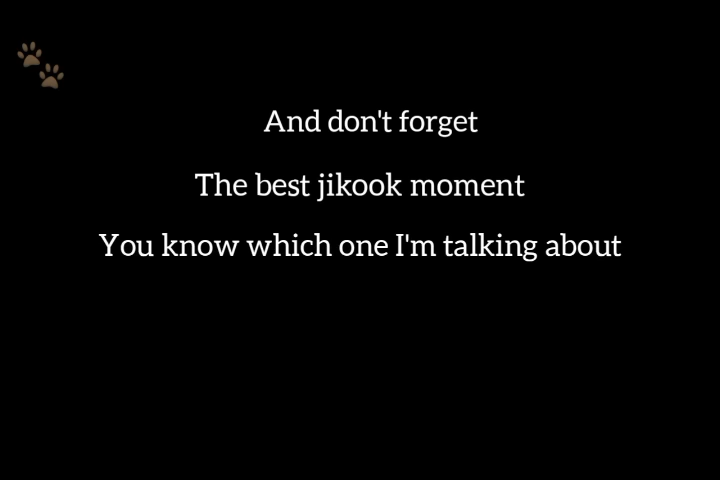 And don't forget
The best jikook moment
You know which one I'm talking about